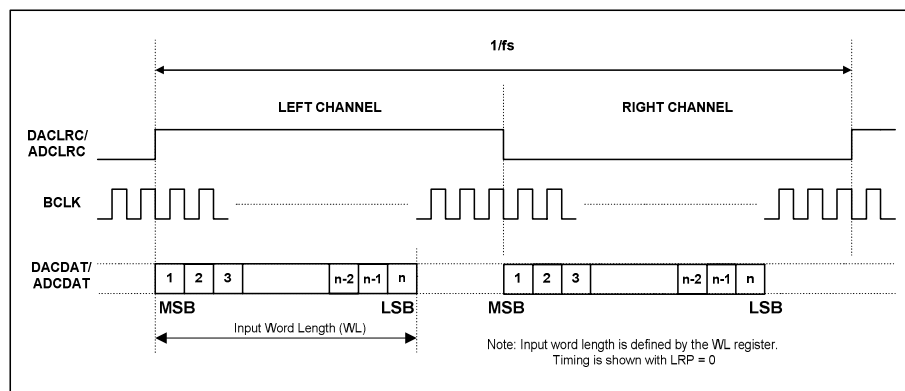 1/fs
LEFT CHANNEL
RIGHT CHANNEL
DACLRC/
ADCLRC
BCLK
DACDAT/
ADCDAT
1 2 3 n-2 n-1 n
1 2 3 n-2 n-1 n
MSB
LSB
MSB
LSB
Input Word Length (WL)
Note: Input word length is defined by the WL register.
Timing is shown with LRP = 0